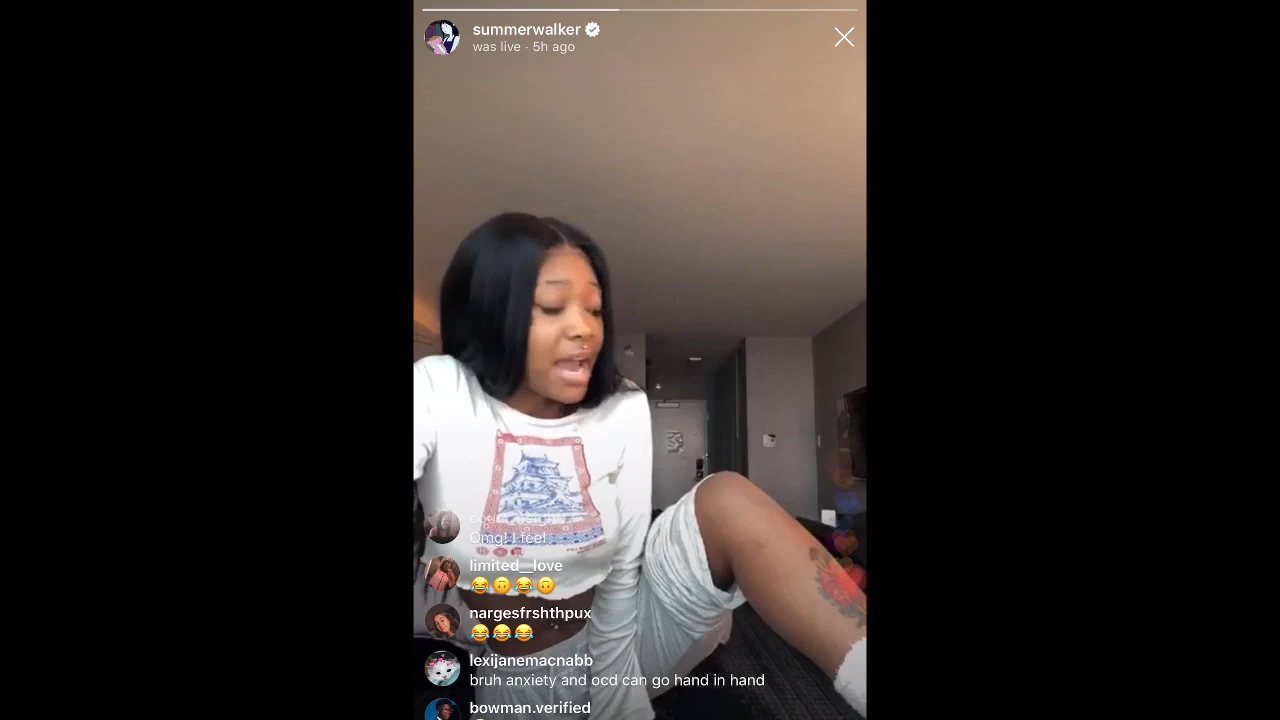 summerwalker
was live · 5h ago
Omg! I feel
limited__love
😂🙃😂🙃
nargesfrshthpux
😂😂😂
lexijanemacnabb
bruh anxiety and ocd can go hand in hand
bowman.verified